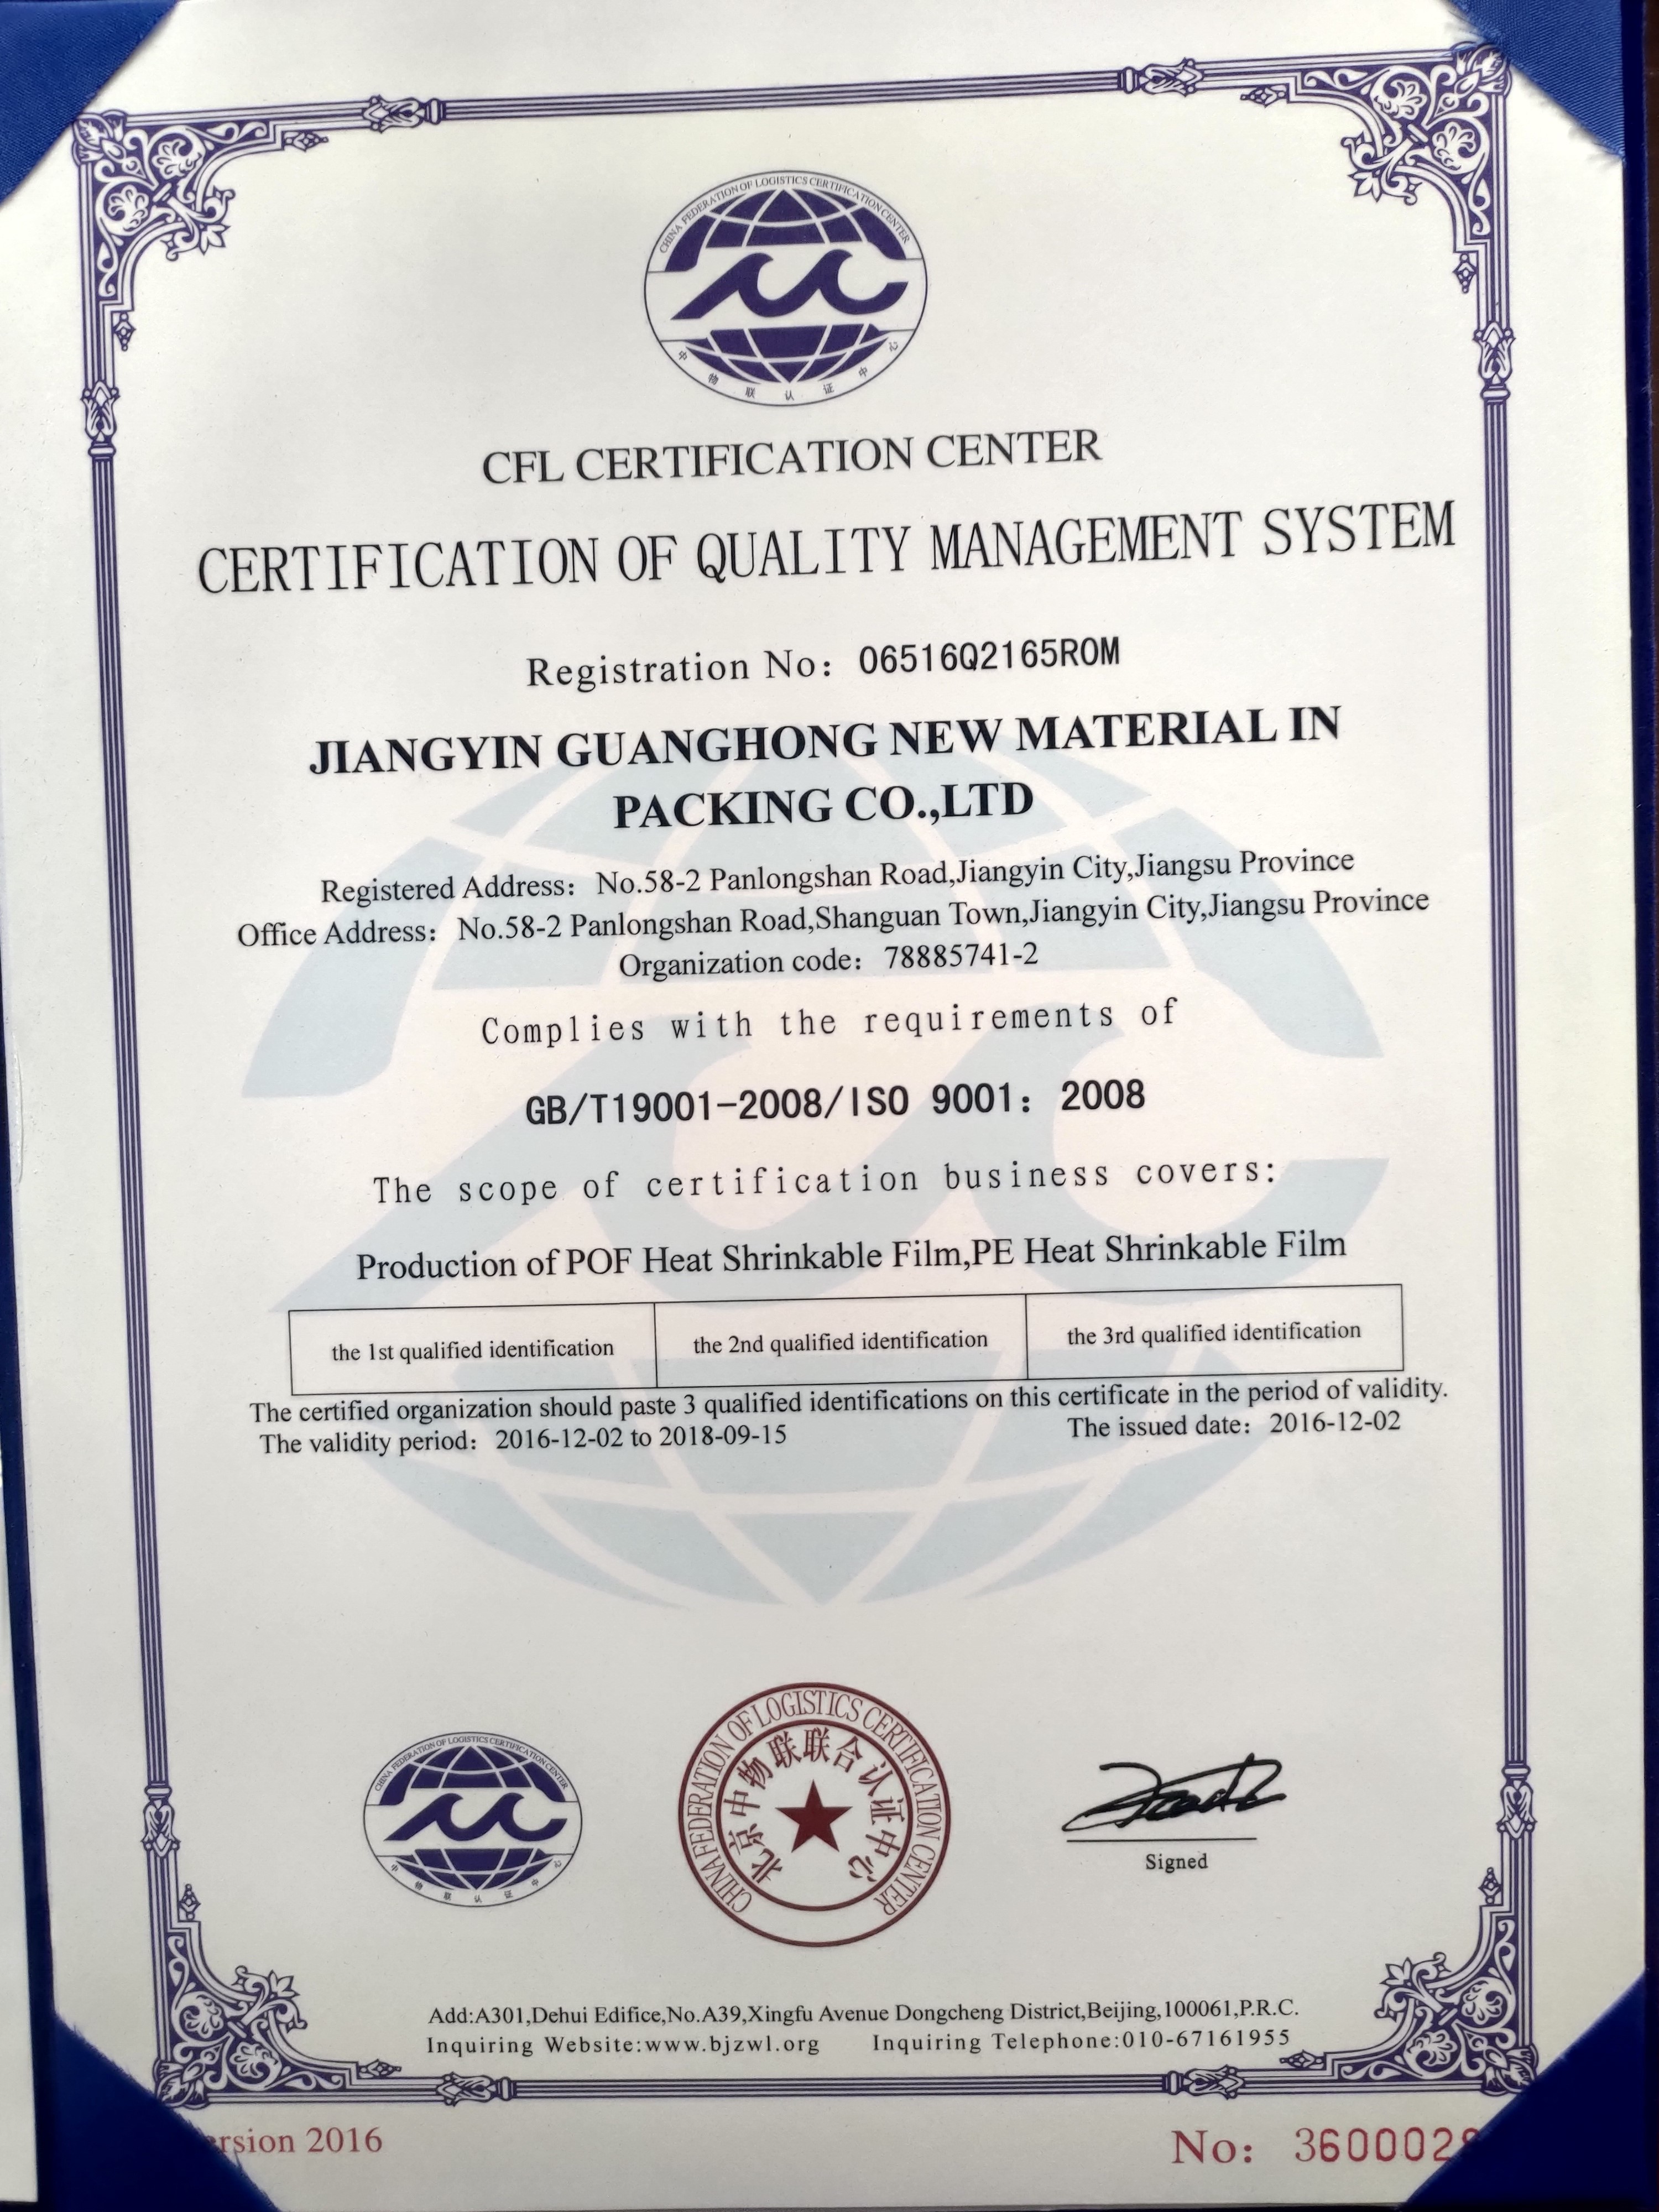 CHINA FEDERATION OF LOGISTICS CERTIFICATION CENTER
中物联认证中心
CFL CERTIFICATION CENTER
CERTIFICATION OF QUALITY MANAGEMENT SYSTEM
Registration No: 06516Q2165ROM
JIANGYIN GUANGHONG NEW MATERIAL IN
PACKING CO.,LTD
Registered Address: No.58-2 Panlongshan Road,Jiangyin City,Jiangsu Province
Office Address: No.58-2 Panlongshan Road,Shanguan Town,Jiangyin City,Jiangsu Province
Organization code: 78885741-2
Complies with the requirements of
GB/T19001-2008/ISO 9001: 2008
The scope of certification business covers:
Production of POF Heat Shrinkable Film,PE Heat Shrinkable Film
the 1st qualified identification the 2nd qualified identification the 3rd qualified identification
The certified organization should paste 3 qualified identifications on this certificate in the period of validity.
The validity period: 2016-12-02 to 2018-09-15 The issued date: 2016-12-02
CHINA FEDERATION OF LOGISTICS CERTIFICATION CENTER
中物联认证中心
CHINA FEDERATION OF LOGISTICS CERTIFICATION CENTER
北京中物联联合认证中心
Signed
Add:A301,Dehui Edifice,No.A39,Xingfu Avenue Dongcheng District,Beijing,100061,P.R.C.
Inquiring Website:www.bjzwl.org Inquiring Telephone:010-67161955
ersion 2016
No: 3600002